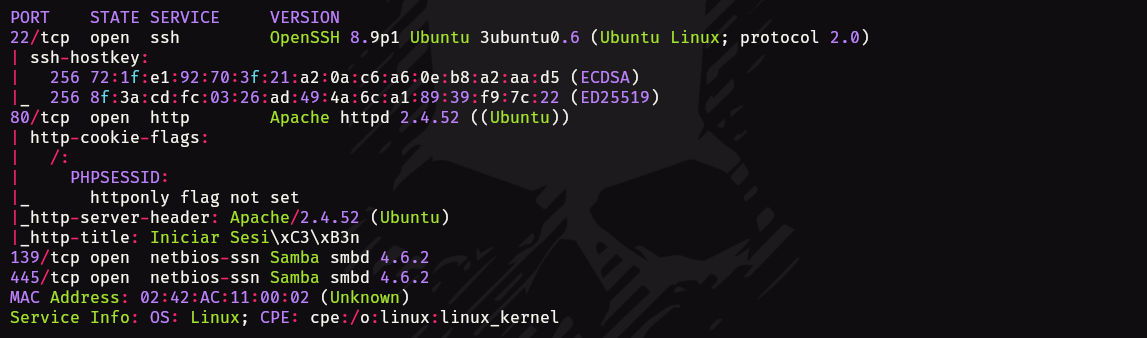 PORT    STATE SERVICE     VERSION
22/tcp  open  ssh         OpenSSH 8.9p1 Ubuntu 3ubuntu0.6 (Ubuntu Linux; protocol 2.0)
| ssh-hostkey:
|   256 72:1f:e1:92:70:3f:21:a2:0a:c6:a6:0e:b8:a2:aa:d5 (ECDSA)
|_  256 8f:3a:cd:fc:03:26:ad:49:4a:6c:a1:89:39:f9:7c:22 (ED25519)
80/tcp  open  http        Apache httpd 2.4.52 ((Ubuntu))
| http-cookie-flags:
|   /:
|     PHPSESSID:
|_      httponly flag not set
|_http-server-header: Apache/2.4.52 (Ubuntu)
|_http-title: Iniciar Sesi\xC3\xB3n
139/tcp open  netbios-ssn Samba smbd 4.6.2
445/tcp open  netbios-ssn Samba smbd 4.6.2
MAC Address: 02:42:AC:11:00:02 (Unknown)
Service Info: OS: Linux; CPE: cpe:/o:linux:linux_kernel